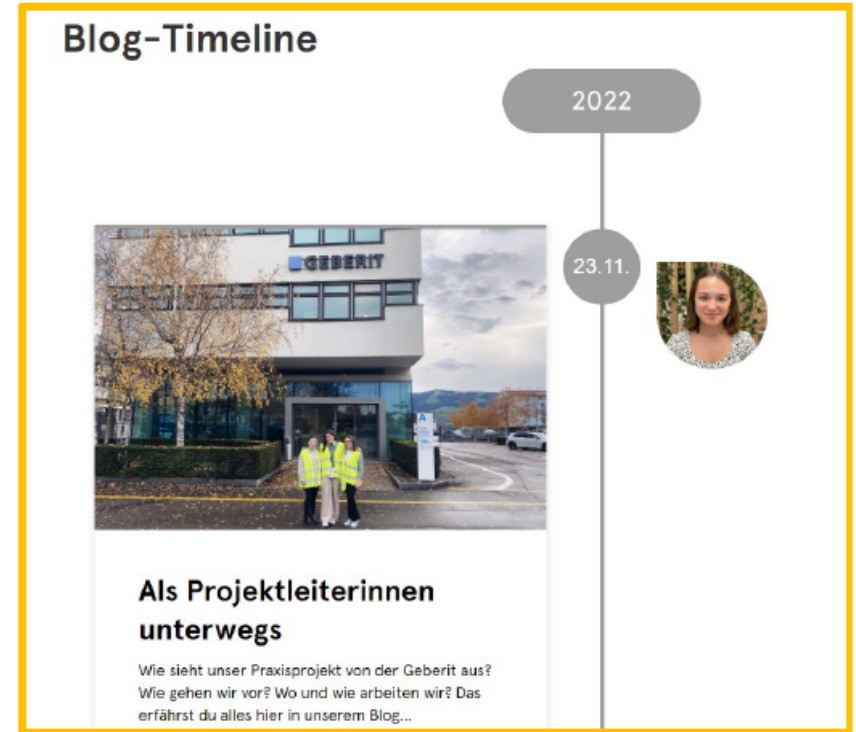 Blog-Timeline
2022
GEBERIT
23.11.
A
Als Projektleiterinnen
unterwegs
Wie sieht unser Praxisprojekt von der Geberit aus?
Wie gehen wir vor? Wo und wie arbeiten wir? Das
erfährst du alles hier in unserem Blog...